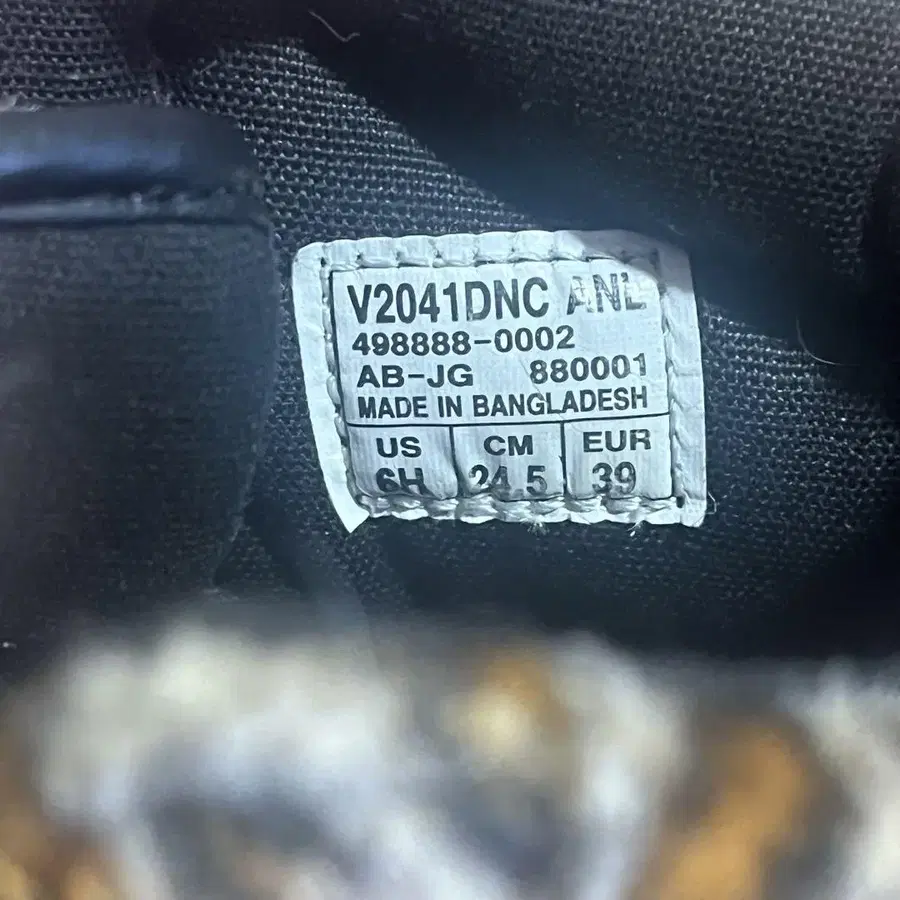 V2041DNC ANL
498888-0002
AB-JG 880001
MADE IN BANGLADESH
US CM EUR
6H 24.5 39